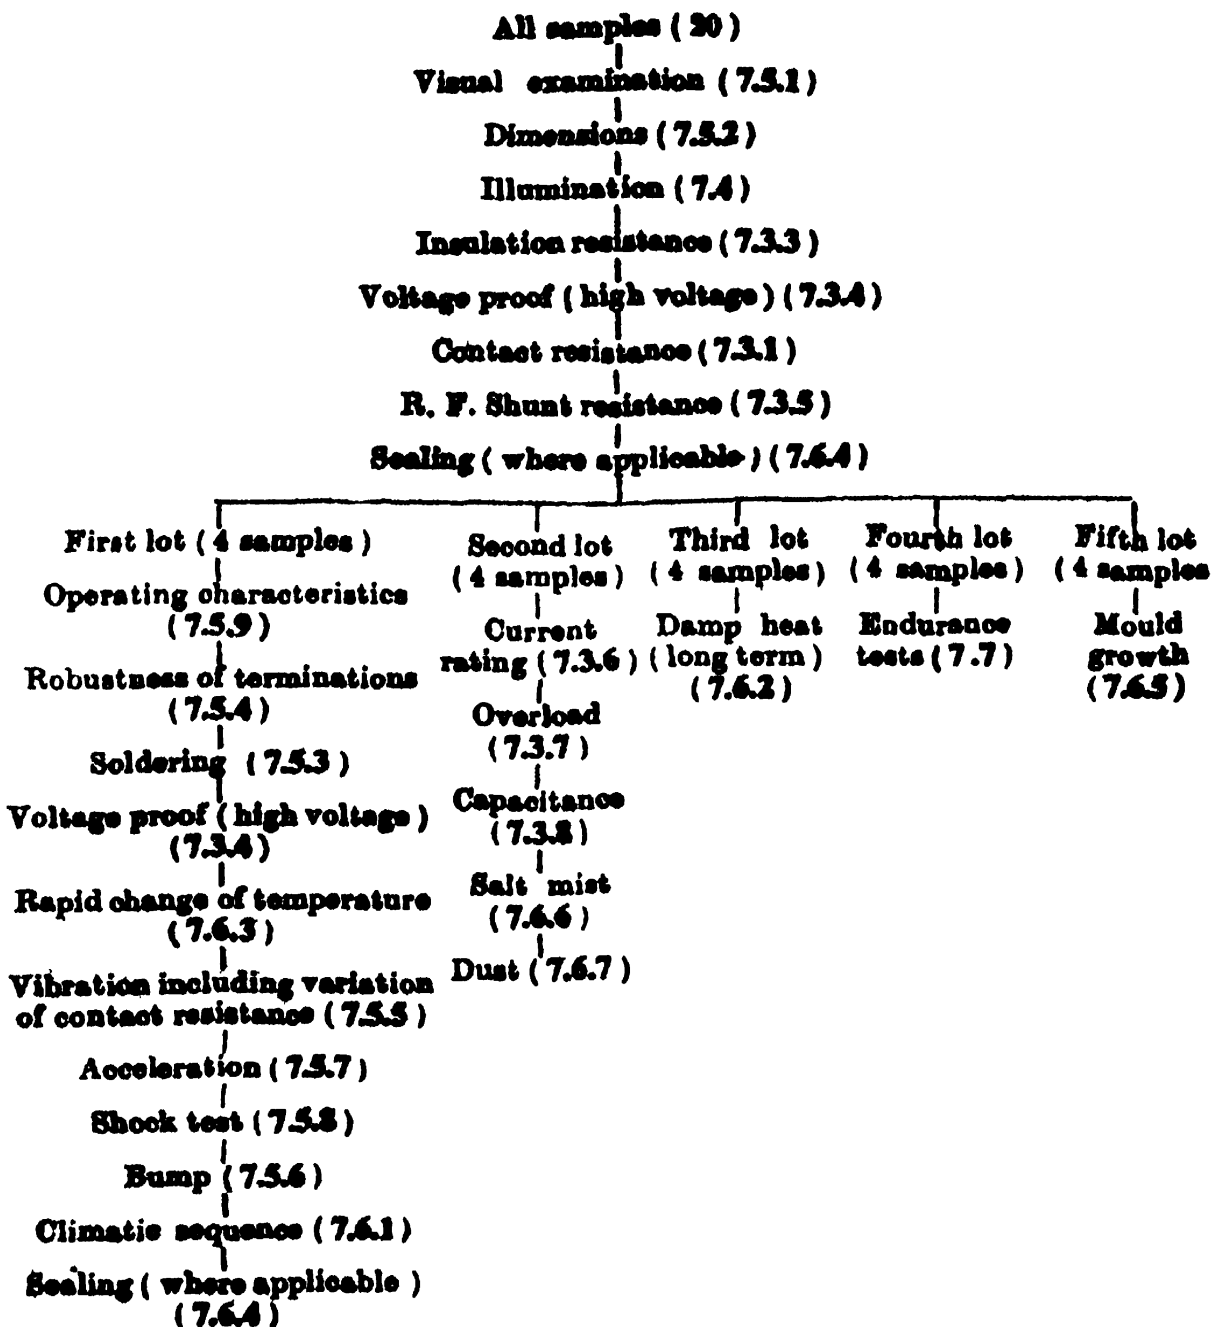 All samples ( 20 )
Visual examination ( 7.5.1 )
Dimensions ( 7.5.2 )
Illumination ( 7.4 )
Insulation resistance ( 7.3.3 )
Voltage proof ( high voltage ) ( 7.3.4 )
Contact resistance ( 7.3.1 )
R. F. Shunt resistance ( 7.3.5 )
Sealing ( where applicable ) ( 7.6.4 )
First lot ( 4 samples )
Operating characteristics
( 7.5.9 )
Robustness of terminations
( 7.5.4 )
Soldering ( 7.5.3 )
Voltage proof ( high voltage )
( 7.3.4 )
Rapid change of temperature
( 7.6.3 )
Vibration including variation
of contact resistance ( 7.5.5 )
Acceleration ( 7.5.7 )
Shock test ( 7.5.8 )
Bump ( 7.5.6 )
Climatic sequence ( 7.6.1 )
Sealing ( where applicable )
( 7.6.4 )
Second lot
( 4 samples )
Current
rating ( 7.3.6 )
Overload
( 7.3.7 )
Capacitance
( 7.3.8 )
Salt mist
( 7.6.6 )
Dust ( 7.6.7 )
Third lot
( 4 samples )
Damp heat
( long term )
( 7.6.2 )
Fourth lot
( 4 samples )
Endurance
tests ( 7.7 )
Fifth lot
( 4 samples
Mould
growth
( 7.6.5 )